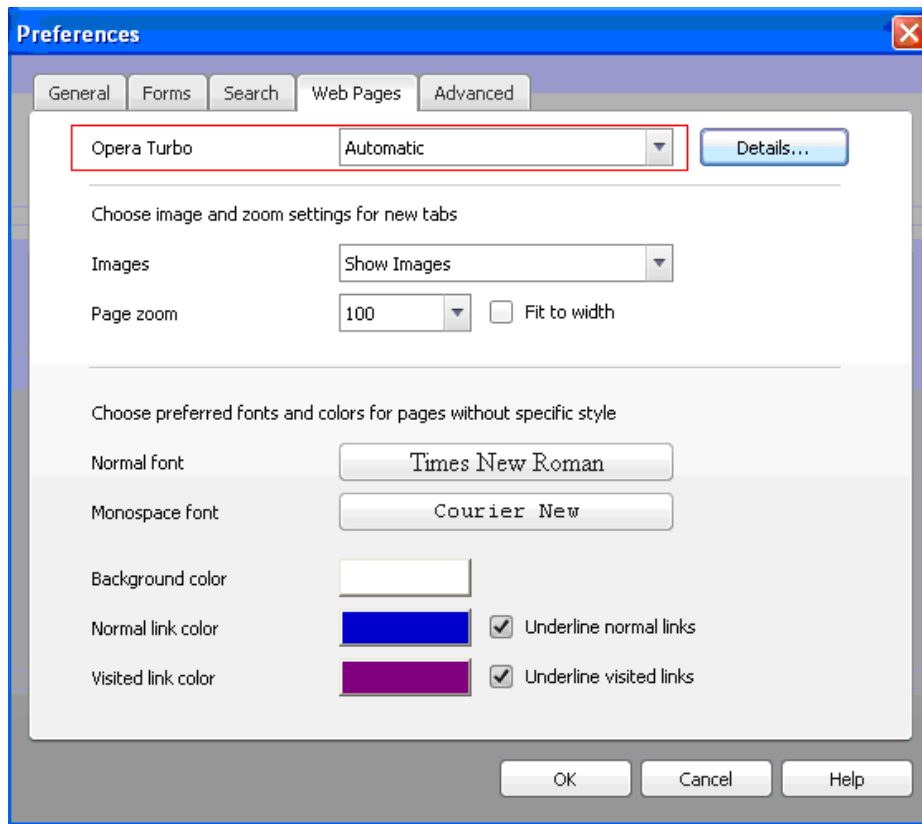 Preferences
General Forms Search Web Pages Advanced
Opera Turbo Automatic Details...
Choose image and zoom settings for new tabs
Images Show Images
Page zoom 100 Fit to width
Choose preferred fonts and colors for pages without specific style
Normal font Times New Roman
Monospace font Courier New
Background color
Normal link color Underline normal links
Visited link color Underline visited links
OK Cancel Help